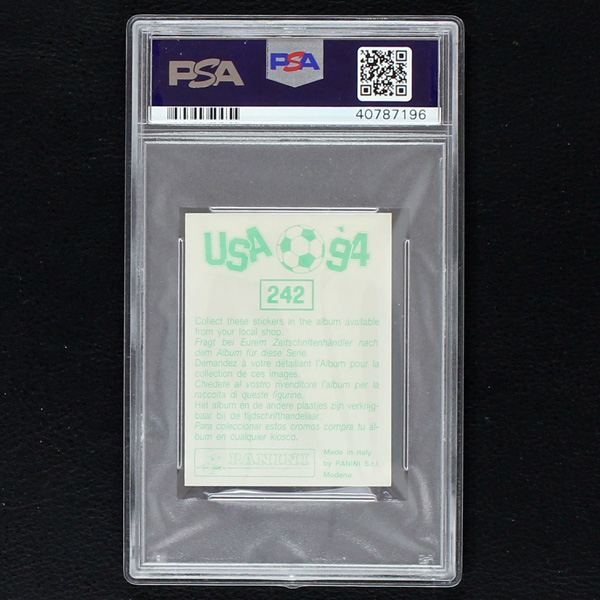 PSA
PSA
40787196
USA '94
242
Collect these stickers in the album available
from your local shop.
Fragt bei Eurem Zeitschriftenhändler nach
dem Album für diese Serie.
Demandez à votre détaillant l'Album pour la
collection de ces images.
Chiedete al vostro rivenditore l'album per la
raccolta di queste figurine.
Het album en de andere plaatjes zijn verkrijg-
baar bij de tijdschrifthandelaar.
Para coleccionar estos cromos compra tu ál-
bum en cualquier kiosco.
PANINI
Made in Italy
by PANINI S.r.l.
Modena